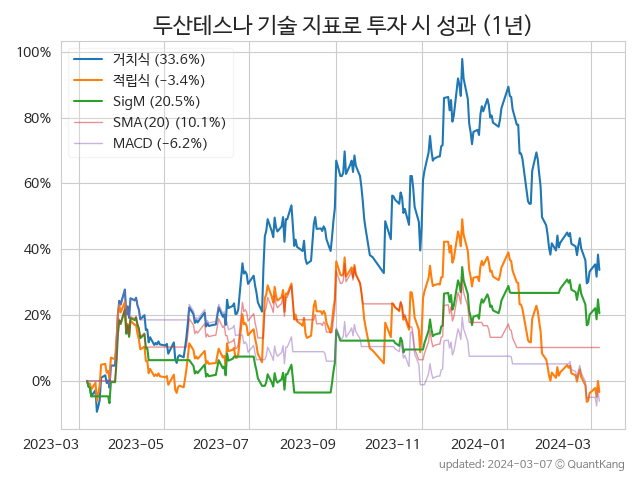 두산테스나 기술 지표로 투자 시 성과 (1년)
거치식 (33.6%)
적립식 (−3.4%)
SigM (20.5%)
SMA(20) (10.1%)
MACD (−6.2%)
100%
80%
60%
40%
20%
0%
2023−03 2023−05 2023−07 2023−09 2023−11 2024−01 2024−03
updated: 2024−03−07 © QuantKang